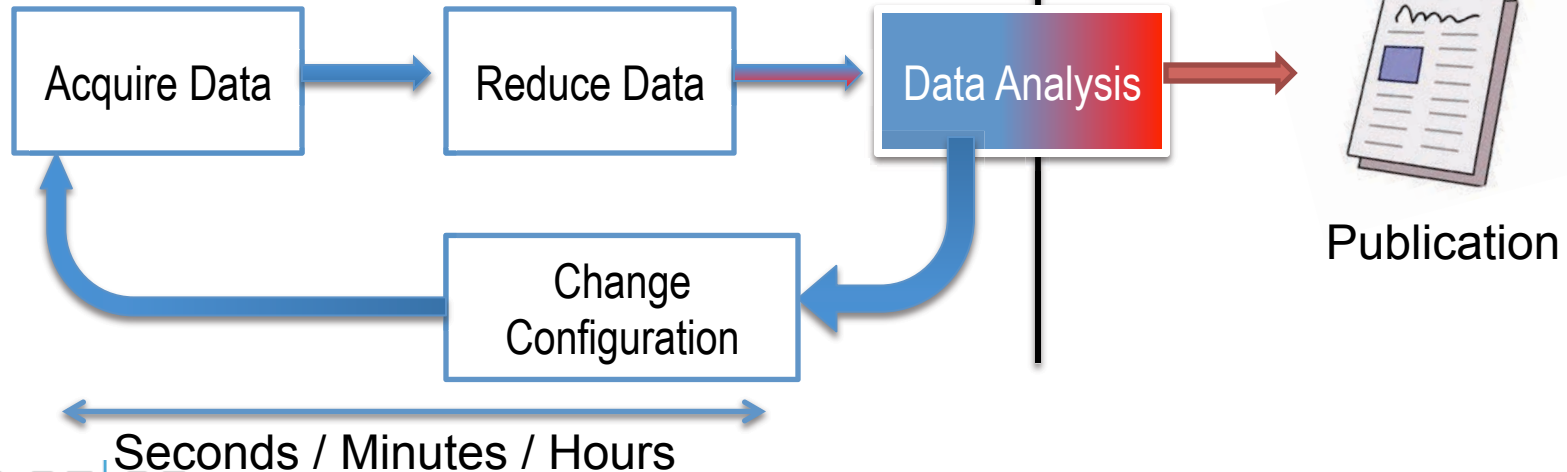 Acquire Data
Reduce Data
Data Analysis
Publication
Change
Configuration
Seconds / Minutes / Hours